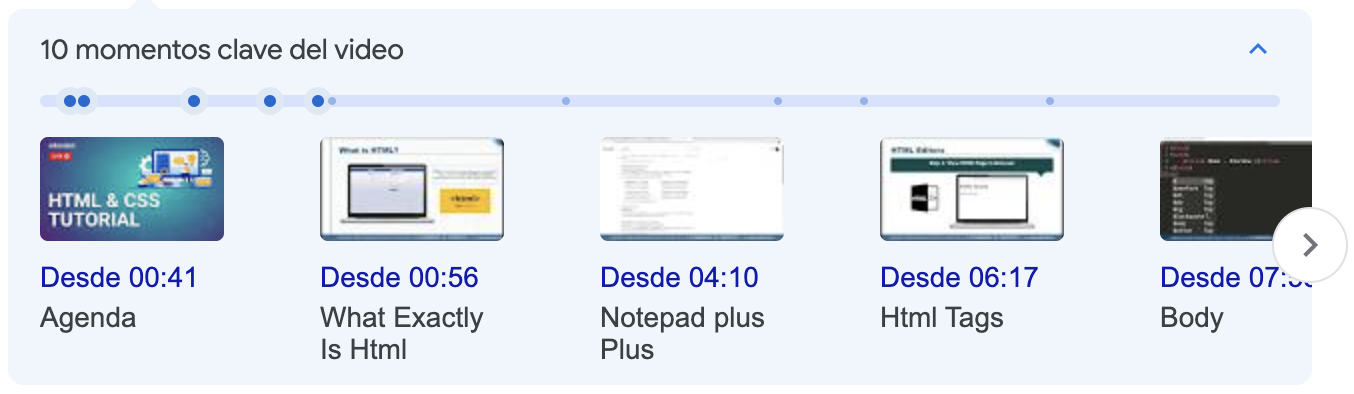 10 momentos clave del video
HTML & CSS
TUTORIAL
What is HTML?
HTML Editors
Desde 00:41
Desde 00:56
Desde 04:10
Desde 06:17
Desde 07:
Agenda
What Exactly
Is Html
Notepad plus
Plus
Html Tags
Body